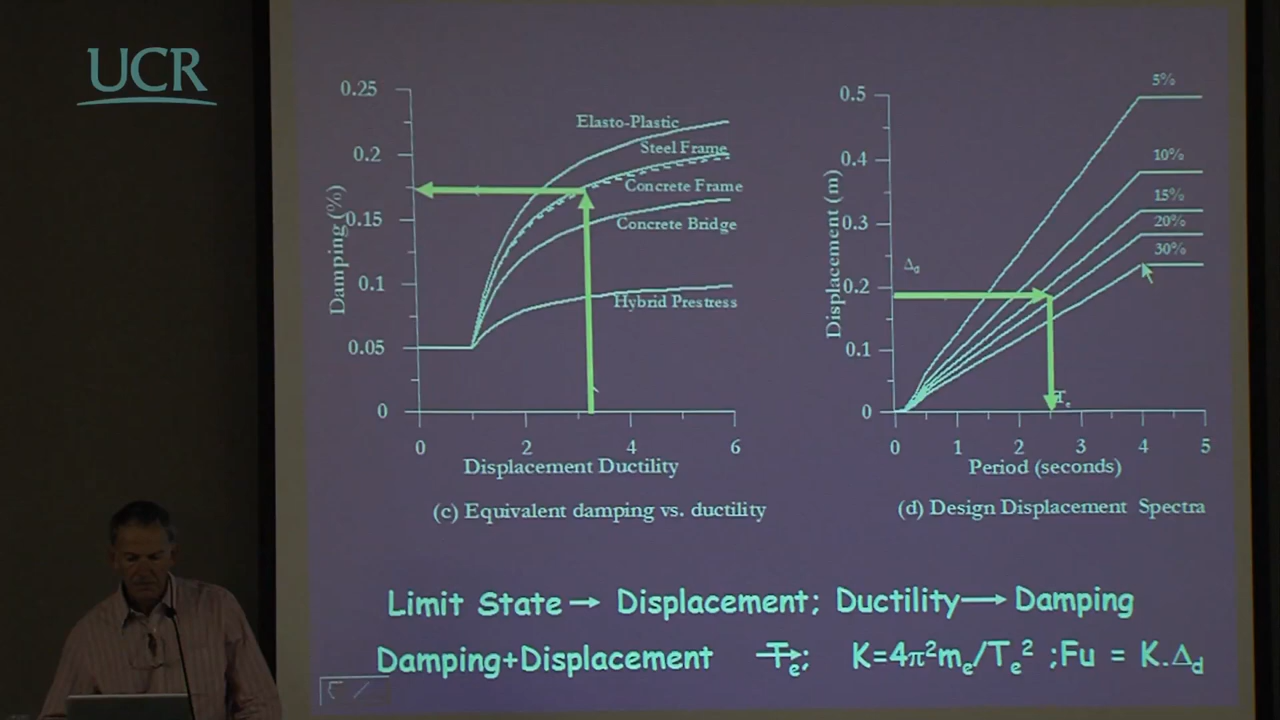 UCR
0.25
0.2
0.15
0.1
0.05
0
Damping (%)
Elasto-Plastic
Steel Frame
Concrete Frame
Concrete Bridge
Hybrid Prestress
0 2 4 6
Displacement Ductility
(c) Equivalent damping vs. ductility
0.5
0.4
0.3
0.2
0.1
0
Displacement (m)
5%
10%
15%
20%
30%
Δd
Te
0 1 2 3 4 5
Period (seconds)
(d) Design Displacement Spectra
Limit State → Displacement; Ductility → Damping
Damping+Displacement → Te; K=4π²me/Te² ;Fu = K.Δd